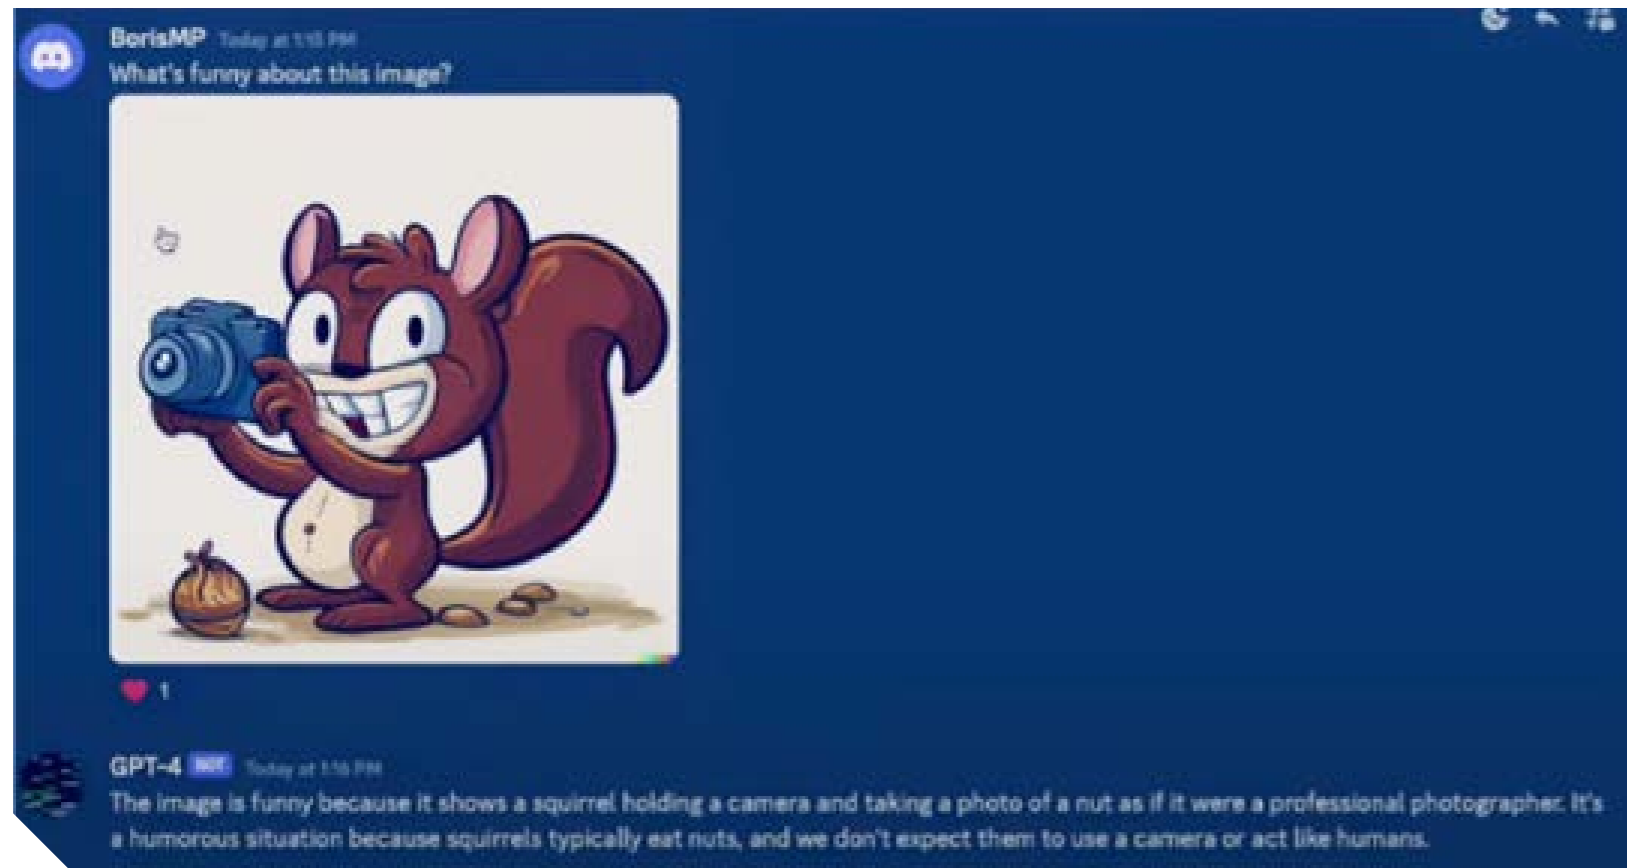 BorisMP Today at 1:15 PM
What's funny about this image?
1
GPT-4 BOT Today at 1:16 PM
The image is funny because it shows a squirrel holding a camera and taking a photo of a nut as if it were a professional photographer. It's
a humorous situation because squirrels typically eat nuts, and we don't expect them to use a camera or act like humans.